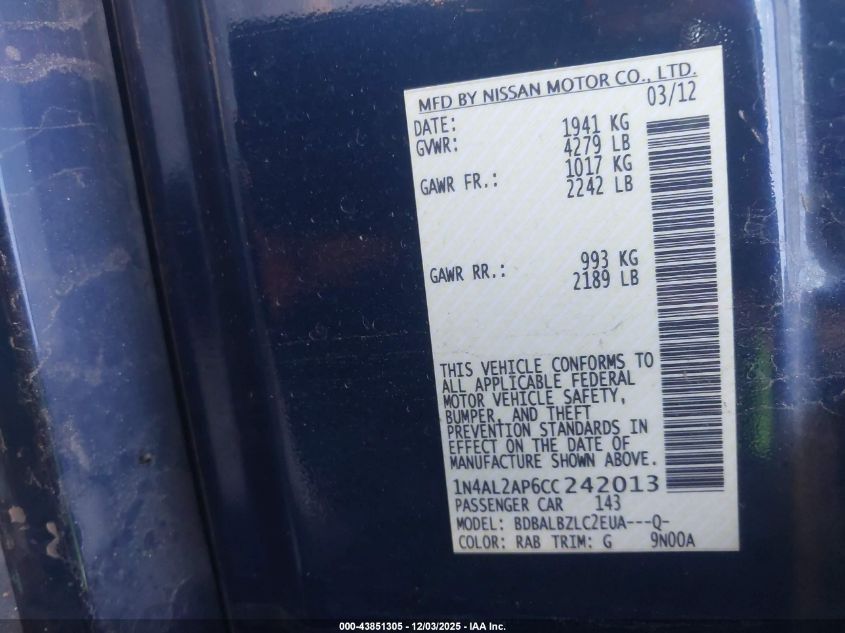 MFD BY NISSAN MOTOR CO., LTD.
03/12
DATE: 1941 KG
GVWR: 4279 LB
1017 KG
GAWR FR.: 2242 LB
993 KG
GAWR RR.: 2189 LB
THIS VEHICLE CONFORMS TO
ALL APPLICABLE FEDERAL
MOTOR VEHICLE SAFETY,
BUMPER, AND THEFT
PREVENTION STANDARDS IN
EFFECT ON THE DATE OF
MANUFACTURE SHOWN ABOVE.
1N4AL2AP6CC242013
PASSENGER CAR 143
MODEL: BDBALBZLC2EUA---Q-
COLOR: RAB TRIM: G 9N00A
000-43851305 - 12/03/2025 - IAA Inc.